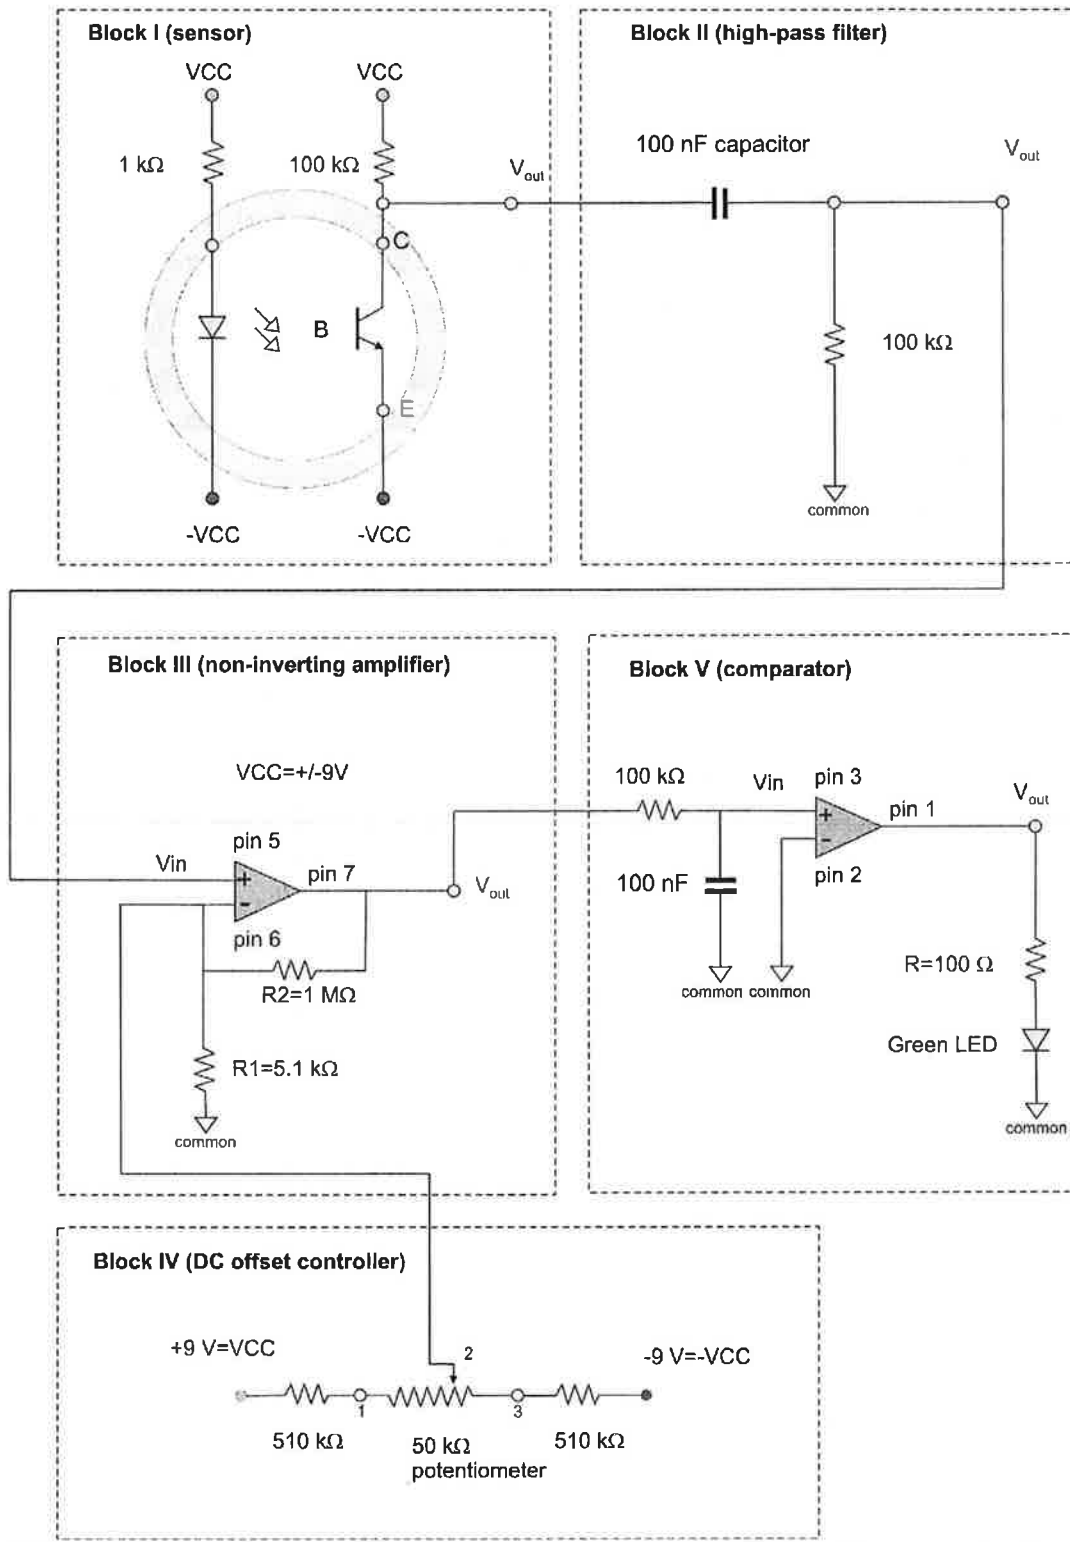 Block I (sensor)
VCC
VCC
1 kΩ
100 kΩ
Vout
C
B
E
-VCC
-VCC
Block II (high-pass filter)
100 nF capacitor
Vout
100 kΩ
common
Block III (non-inverting amplifier)
VCC=+/-9V
pin 5
Vin
+
pin 7
-
Vout
pin 6
R2=1 MΩ
R1=5.1 kΩ
common
Block V (comparator)
100 kΩ
Vin
pin 3
+
pin 1
Vout
-
100 nF
pin 2
common
common
R=100 Ω
Green LED
common
Block IV (DC offset controller)
+9 V=VCC
2
-9 V=-VCC
1
3
510 kΩ
50 kΩ
510 kΩ
potentiometer